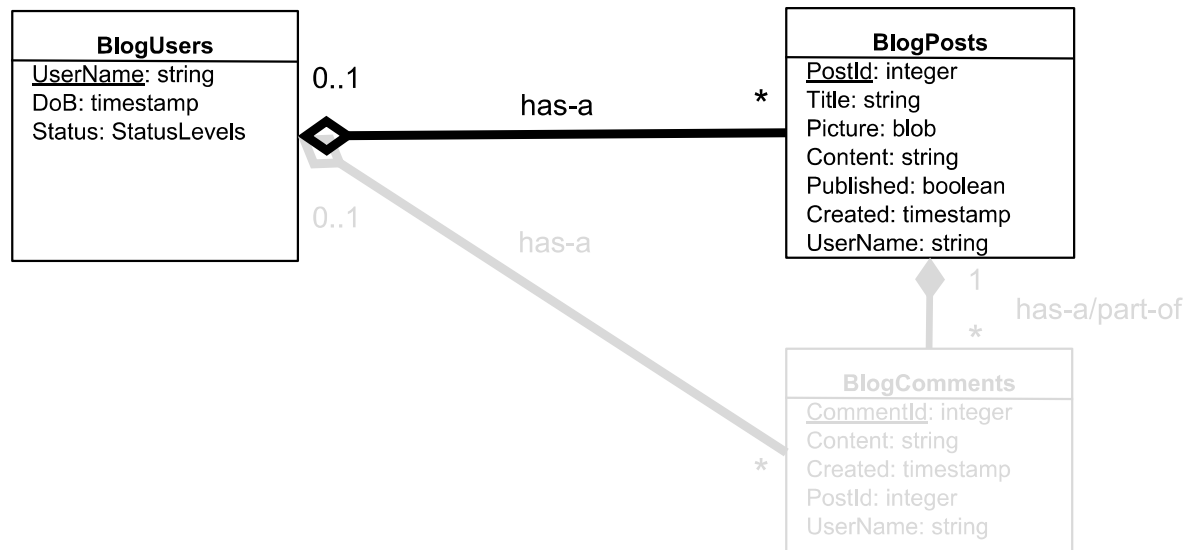 BlogUsers
UserName: string
DoB: timestamp
Status: StatusLevels
0..1
has-a
*
BlogPosts
PostId: integer
Title: string
Picture: blob
Content: string
Published: boolean
Created: timestamp
UserName: string
0..1
has-a
*
1
has-a/part-of
*
BlogComments
CommentId: integer
Content: string
Created: timestamp
PostId: integer
UserName: string